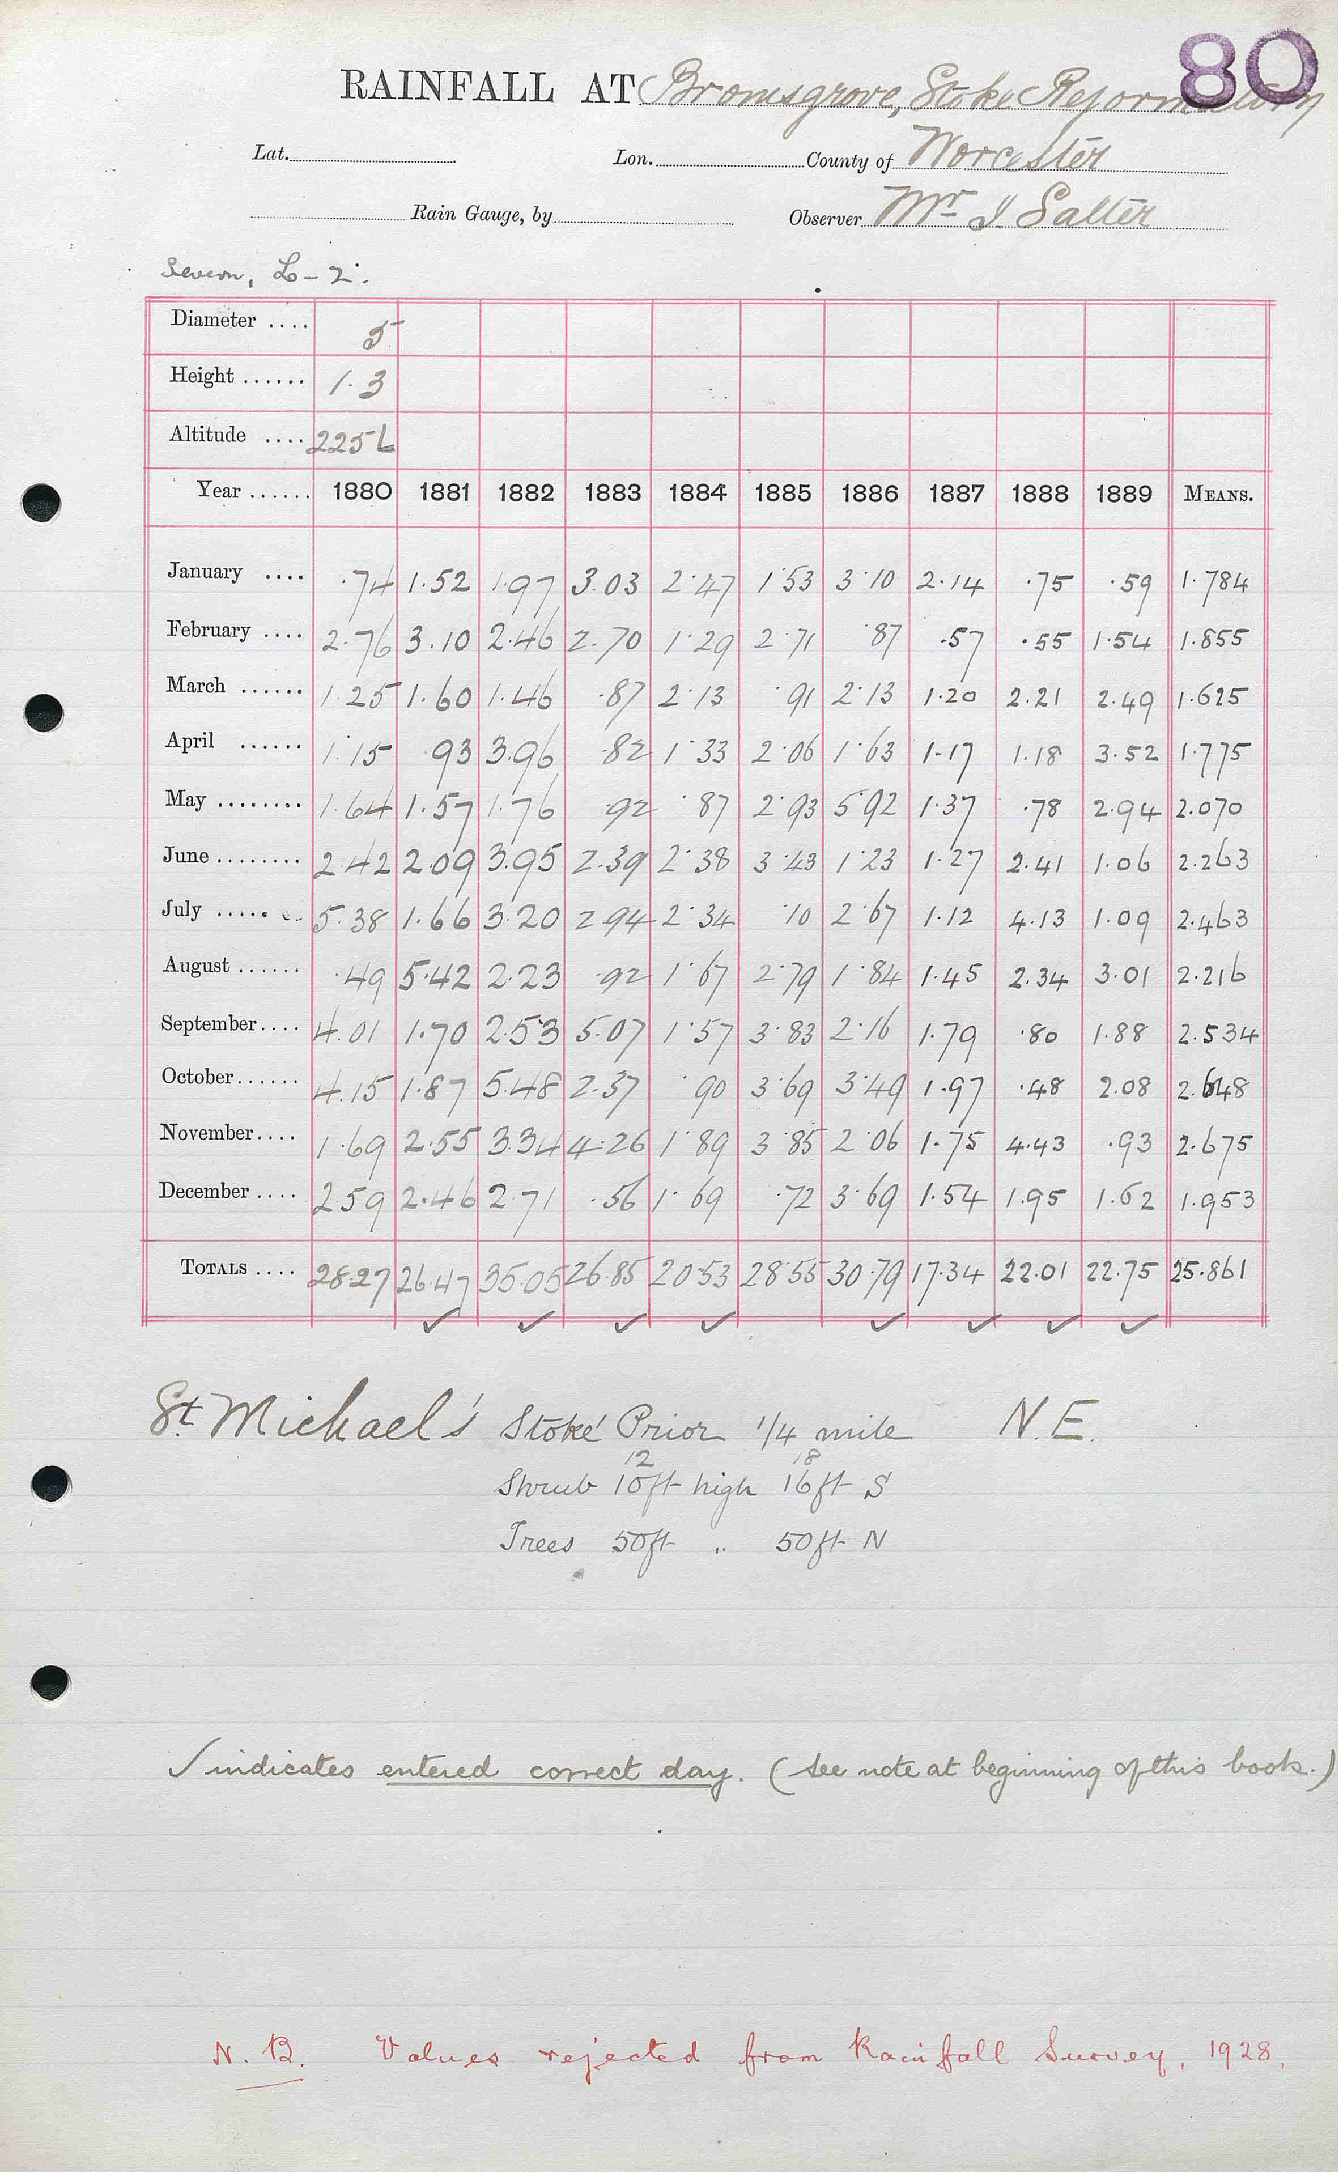 80
RAINFALL AT Bromsgrove, Stoke Reformatory
Lat. Lon. County of Worcester
Rain Gauge, by Observer Mr I Salter
Severn, L-2.
Diameter .... 5
Height ...... 1.3
Altitude .... 225 L
Year ...... 1880 1881 1882 1883 1884 1885 1886 1887 1888 1889 MEANS.
January .... .74 1.52 1.97 3.03 2.47 1.53 3.10 2.14 .75 .59 1.784
February .... 2.76 3.10 2.46 2.70 1.29 2.71 .87 .57 .55 1.54 1.855
March ...... 1.25 1.60 1.46 .87 2.13 .91 2.13 1.20 2.21 2.49 1.625
April ...... 1.15 .93 3.96 .82 1.33 2.06 1.63 1.17 1.18 3.52 1.775
May ........ 1.64 1.57 1.76 .92 .87 2.93 5.92 1.37 .78 2.94 2.070
June ........ 2.42 2.09 3.95 2.39 2.38 3.43 1.23 1.27 2.41 1.06 2.263
July ........ 5.38 1.66 3.20 2.94 2.34 .10 2.67 1.12 4.13 1.09 2.463
August ...... .49 5.42 2.23 .92 1.67 2.79 1.84 1.45 2.34 3.01 2.216
September .... 4.01 1.70 2.53 5.07 1.57 3.83 2.16 1.79 .80 1.88 2.534
October ...... 4.15 1.87 5.48 2.37 .90 3.69 3.49 1.97 .48 2.08 2.648
November .... 1.69 2.55 3.34 4.26 1.89 3.85 2.06 1.75 4.43 .93 2.675
December .... 2.59 2.46 2.71 .56 1.69 .72 3.69 1.54 1.95 1.62 1.953
TOTALS .... 28.27 26.47 35.05 26.85 20.53 28.55 30.79 17.34 22.01 22.75 25.861
✓ ✓ ✓ ✓ ✓ ✓ ✓ ✓
St. Michael's Stoke Prior 1/4 mile N.E.
12 18
Shrub 10ft high 16ft S
Trees 50ft " 50ft N
✓ indicates entered correct day. (See note at beginning of this book.)
N.B. Values rejected from Rainfall Survey, 1928.